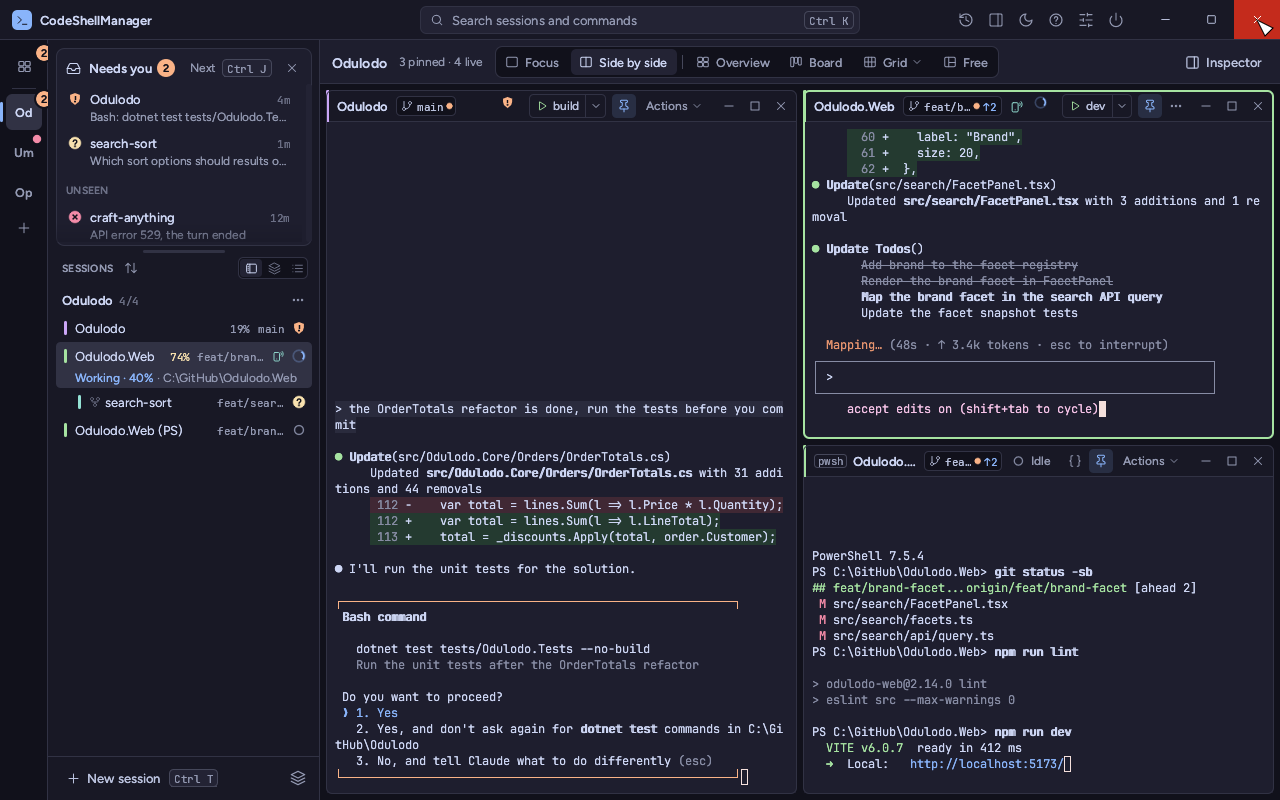 CodeShellManager
Search sessions and commands
Ctrl K
2
2
Od
Um
Op
Needs you 2 Next Ctrl J
Odulodo 4m
Bash: dotnet test tests/Odulodo.Te…
search-sort 1m
Which sort options should results o…
UNSEEN
craft-anything 12m
API error 529, the turn ended
SESSIONS
Odulodo 4/4
Odulodo 19% main
Odulodo.Web 74% feat/bran…
Working · 40% · C:\GitHub\Odulodo.Web
search-sort feat/sear…
Odulodo.Web (PS) feat/bran…
New session Ctrl T
Odulodo 3 pinned · 4 live
Focus
Side by side
Overview
Board
Grid
Free
Inspector
Odulodo main build Actions
> the OrderTotals refactor is done, run the tests before you com
mit
Update(src/Odulodo.Core/Orders/OrderTotals.cs)
Updated src/Odulodo.Core/Orders/OrderTotals.cs with 31 addi
tions and 44 removals
112 - var total = lines.Sum(l => l.Price * l.Quantity);
112 + var total = lines.Sum(l => l.LineTotal);
113 + total = _discounts.Apply(total, order.Customer);
I'll run the unit tests for the solution.
Bash command
dotnet test tests/Odulodo.Tests --no-build
Run the unit tests after the OrderTotals refactor
Do you want to proceed?
❯ 1. Yes
2. Yes, and don't ask again for dotnet test commands in C:\Gi
tHub\Odulodo
3. No, and tell Claude what to do differently (esc)
Odulodo.Web feat/b… ↑2 dev
60 + label: "Brand",
61 + size: 20,
62 + },
Update(src/search/FacetPanel.tsx)
Updated src/search/FacetPanel.tsx with 3 additions and 1 re
moval
Update Todos()
Add brand to the facet registry
Render the brand facet in FacetPanel
Map the brand facet in the search API query
Update the facet snapshot tests
Mapping… (48s · ↑ 3.4k tokens · esc to interrupt)
>
accept edits on (shift+tab to cycle)
pwsh Odulodo.... fea… ↑2 Idle {} Actions
PowerShell 7.5.4
PS C:\GitHub\Odulodo.Web> git status -sb
## feat/brand-facet...origin/feat/brand-facet [ahead 2]
M src/search/FacetPanel.tsx
M src/search/facets.ts
M src/search/api/query.ts
PS C:\GitHub\Odulodo.Web> npm run lint
> odulodo-web@2.14.0 lint
> eslint src --max-warnings 0
PS C:\GitHub\Odulodo.Web> npm run dev
VITE v6.0.7 ready in 412 ms
➜ Local: http://localhost:5173/